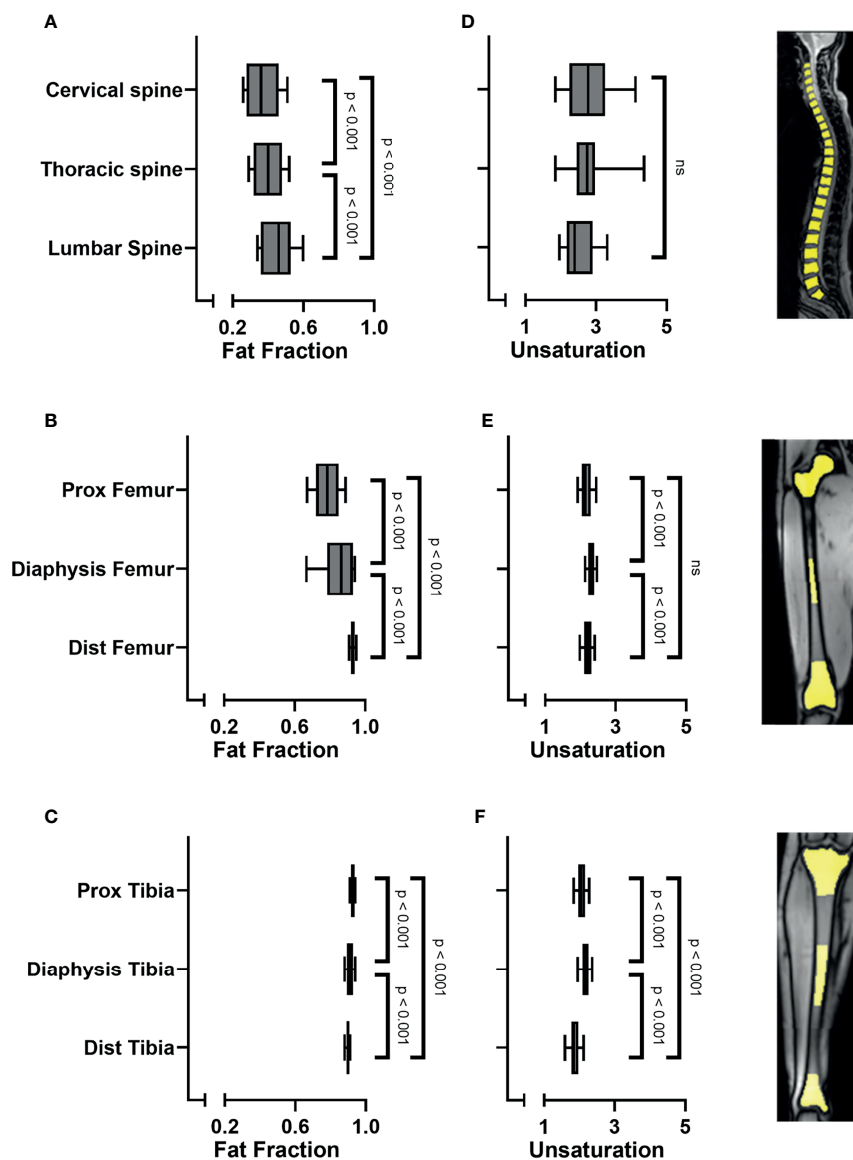 A
D
Cervical spine
Thoracic spine
Lumbar Spine
p < 0.001
p < 0.001
p < 0.001
ns
0.2 0.6 1.0
Fat Fraction
1 3 5
Unsaturation
B
E
Prox Femur
Diaphysis Femur
Dist Femur
p < 0.001
p < 0.001
p < 0.001
p < 0.001
p < 0.001
ns
0.2 0.6 1.0
Fat Fraction
1 3 5
Unsaturation
C
F
Prox Tibia
Diaphysis Tibia
Dist Tibia
p < 0.001
p < 0.001
p < 0.001
p < 0.001
p < 0.001
p < 0.001
0.2 0.6 1.0
Fat Fraction
1 3 5
Unsaturation